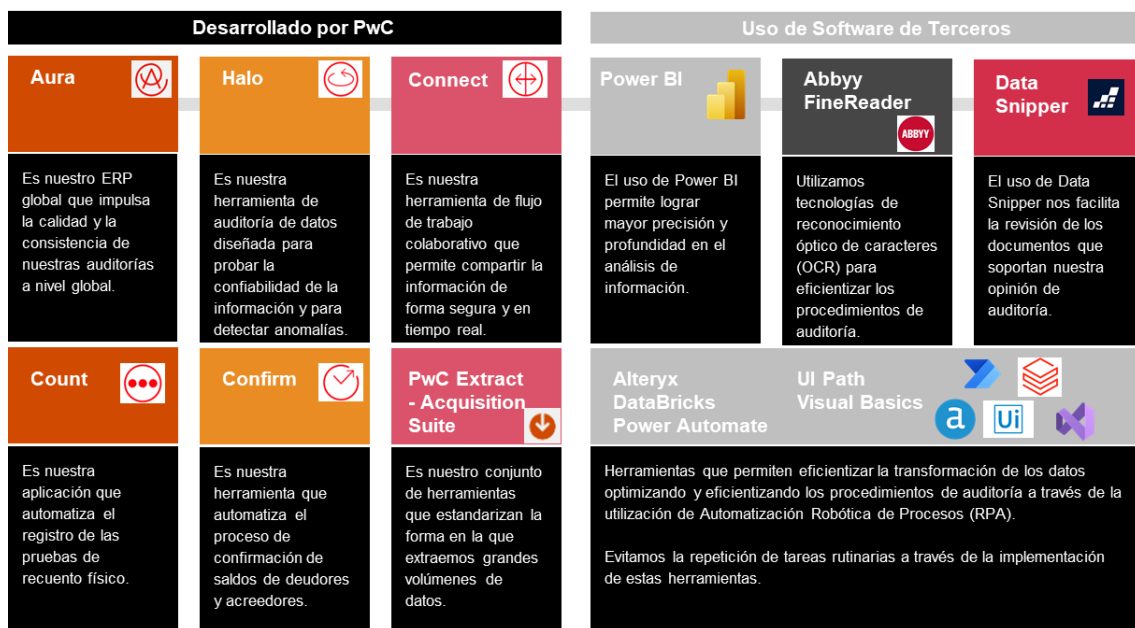 Desarrollado por PwC
Uso de Software de Terceros
Aura
Es nuestro ERP
global que impulsa
la calidad y la
consistencia de
nuestras auditorías
a nivel global.
Halo
Es nuestra
herramienta de
auditoría de datos
diseñada para
probar la
confiabilidad de la
información y para
detectar anomalías.
Connect
Es nuestra
herramienta de flujo
de trabajo
colaborativo que
permite compartir la
información de
forma segura y en
tiempo real.
Power BI
El uso de Power BI
permite lograr
mayor precisión y
profundidad en el
análisis de
información.
Abbyy
FineReader
ABBYY
Utilizamos
tecnologías de
reconocimiento
óptico de caracteres
(OCR) para
eficientizar los
procedimientos de
auditoría.
Data
Snipper
El uso de Data
Snipper nos facilita
la revisión de los
documentos que
soportan nuestra
opinión de
auditoría.
Count
Es nuestra
aplicación que
automatiza el
registro de las
pruebas de
recuento físico.
Confirm
Es nuestra
herramienta que
automatiza el
proceso de
confirmación de
saldos de deudores
y acreedores.
PwC Extract
- Acquisition
Suite
Es nuestro conjunto
de herramientas
que estandarizan la
forma en la que
extraemos grandes
volúmenes de
datos.
Alteryx
DataBricks
Power Automate
UI Path
Visual Basics
a
Ui
Herramientas que permiten eficientizar la transformación de los datos
optimizando y eficientizando los procedimientos de auditoría a través de la
utilización de Automatización Robótica de Procesos (RPA).
Evitamos la repetición de tareas rutinarias a través de la implementación
de estas herramientas.